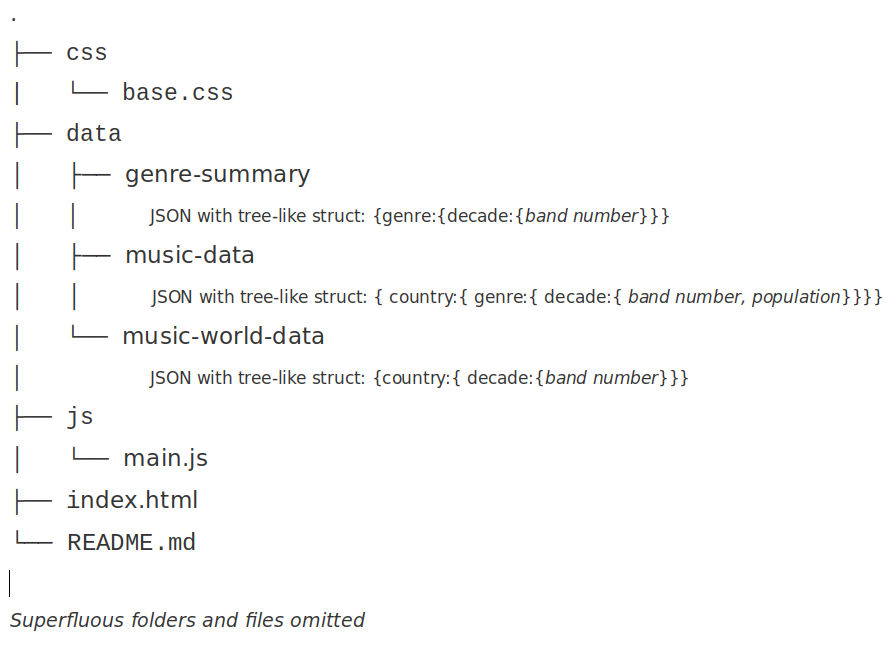 .
├── css
│   └── base.css
├── data
│   ├── genre-summary
│   │       JSON with tree-like struct: {genre:{decade:{band number}}}
│   ├── music-data
│   │       JSON with tree-like struct: { country:{ genre:{ decade:{ band number, population}}}}
│   └── music-world-data
│           JSON with tree-like struct: {country:{ decade:{band number}}}
├── js
│   └── main.js
├── index.html
└── README.md
Superfluous folders and files omitted